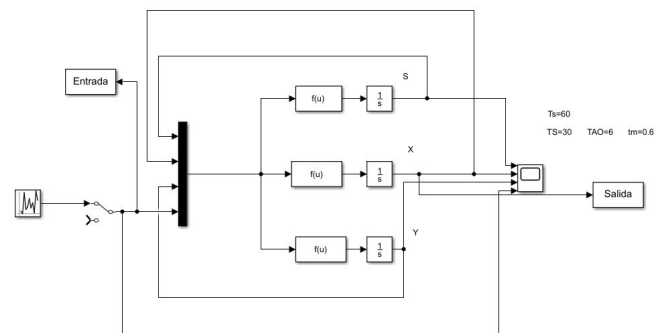 Entrada
S
f(u)
1
s
Ts=60
TS=30 TAO=6 tm=0.6
X
f(u)
1
s
Salida
Y
f(u)
1
s